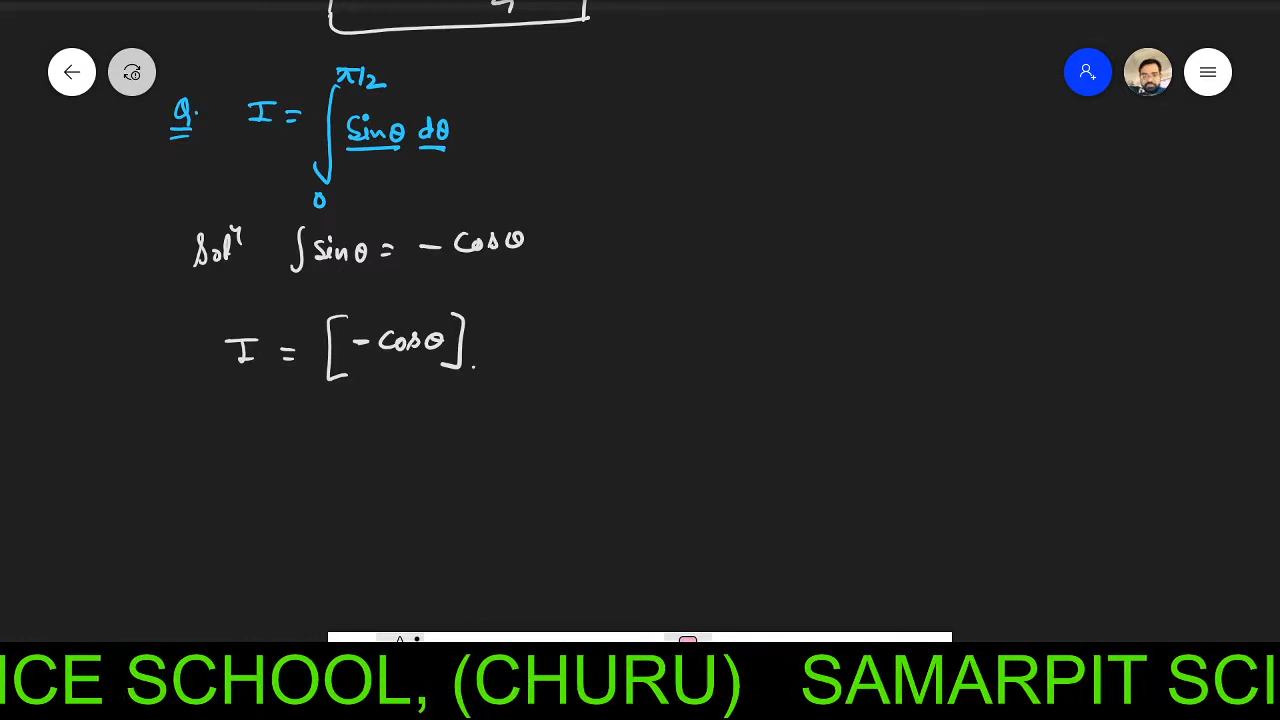 Q. I = ∫ sinθ dθ
π/2
0
Solⁿ ∫ sinθ = - cosθ
I = [- cosθ]
ICE SCHOOL, (CHURU) SAMARPIT SCI